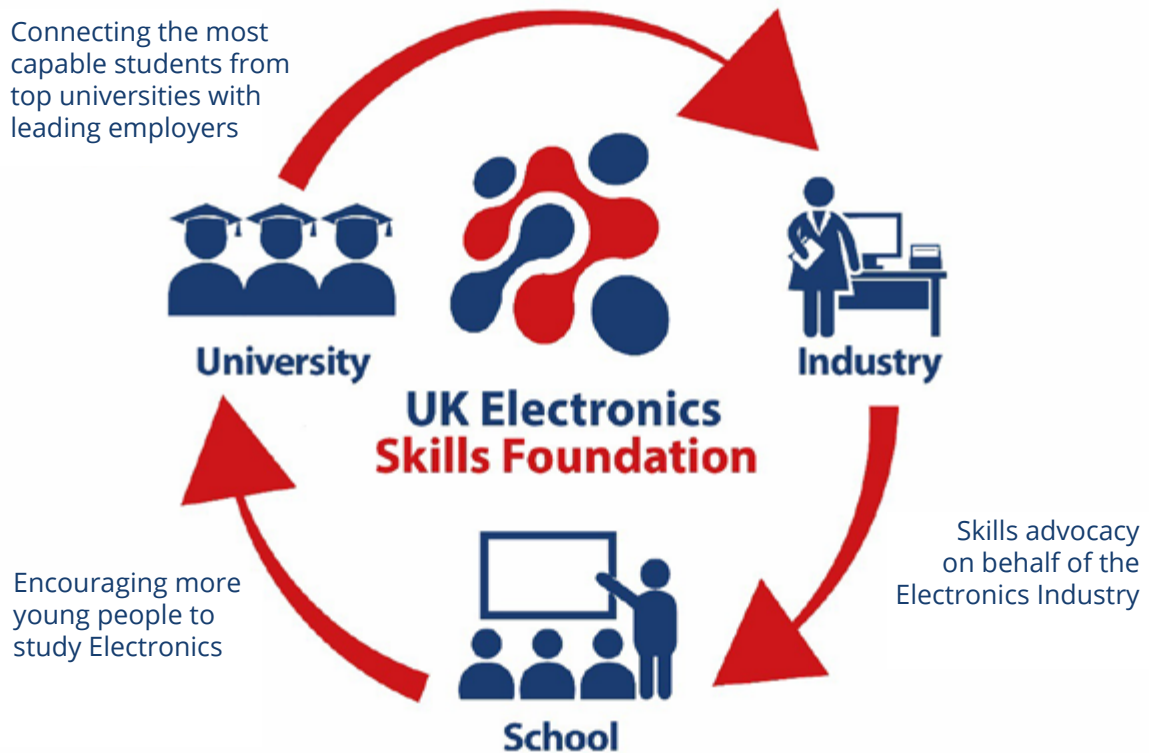 Connecting the most
capable students from
top universities with
leading employers
University
Industry
UK Electronics
Skills Foundation
Skills advocacy
on behalf of the
Electronics Industry
Encouraging more
young people to
study Electronics
School